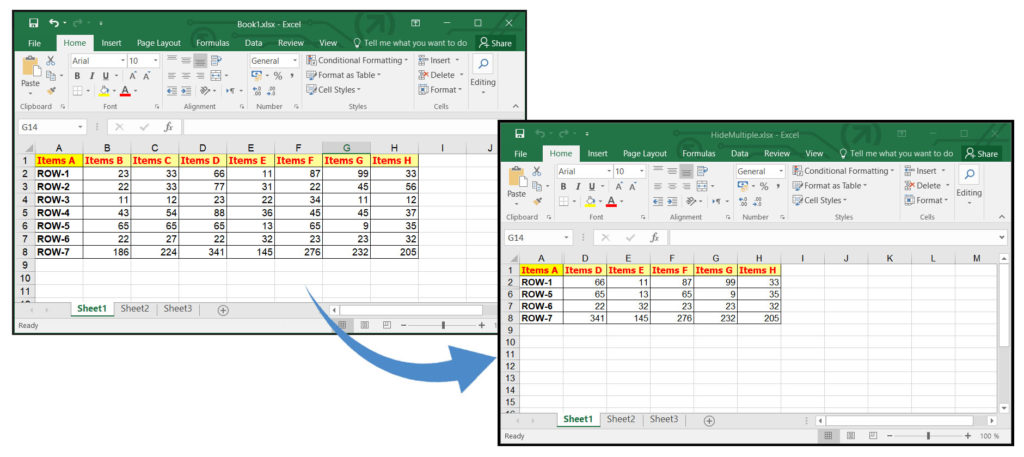 Book1.xlsx - Excel
File Home Insert Page Layout Formulas Data Review View Tell me what you want to do Share
Paste
Arial 10
B I U A A
A
General
% ,
Conditional Formatting
Format as Table
Cell Styles
Insert
Delete
Format
Editing
Clipboard Font Alignment Number Styles Cells
G14 fx
A B C D E F G H I J
1 Items A Items B Items C Items D Items E Items F Items G Items H
2 ROW-1 23 33 66 11 87 99 33
3 ROW-2 22 33 77 31 22 45 56
4 ROW-3 11 12 23 22 34 11 12
5 ROW-4 43 54 88 36 45 45 37
6 ROW-5 65 65 65 13 65 9 35
7 ROW-6 22 27 22 32 23 23 32
8 ROW-7 186 224 341 145 276 232 205
9
10
11
Sheet1 Sheet2 Sheet3
Ready
HideMultiple.xlsx - Excel
File Home Insert Page Layout Formulas Data Review View Tell me what you want to do Share
Paste
Arial 10
B I U A A
A
General
% ,
Conditional Formatting
Format as Table
Cell Styles
Insert
Delete
Format
Editing
Clipboard Font Alignment Number Styles Cells
G14 fx
A D E F G H I J K L M
1 Items A Items D Items E Items F Items G Items H
2 ROW-1 66 11 87 99 33
6 ROW-5 65 13 65 9 35
7 ROW-6 22 32 23 23 32
8 ROW-7 341 145 276 232 205
9
10
11
12
13
14
15
Sheet1 Sheet2 Sheet3
Ready 100 %